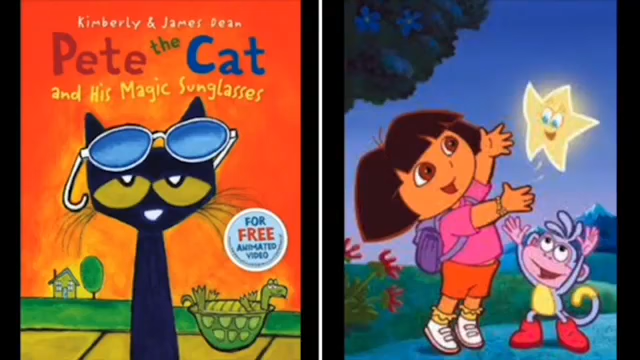 Kimberly & James Dean
Pete the Cat
and His Magic Sunglasses
FOR
FREE
ANIMATED
VIDEO